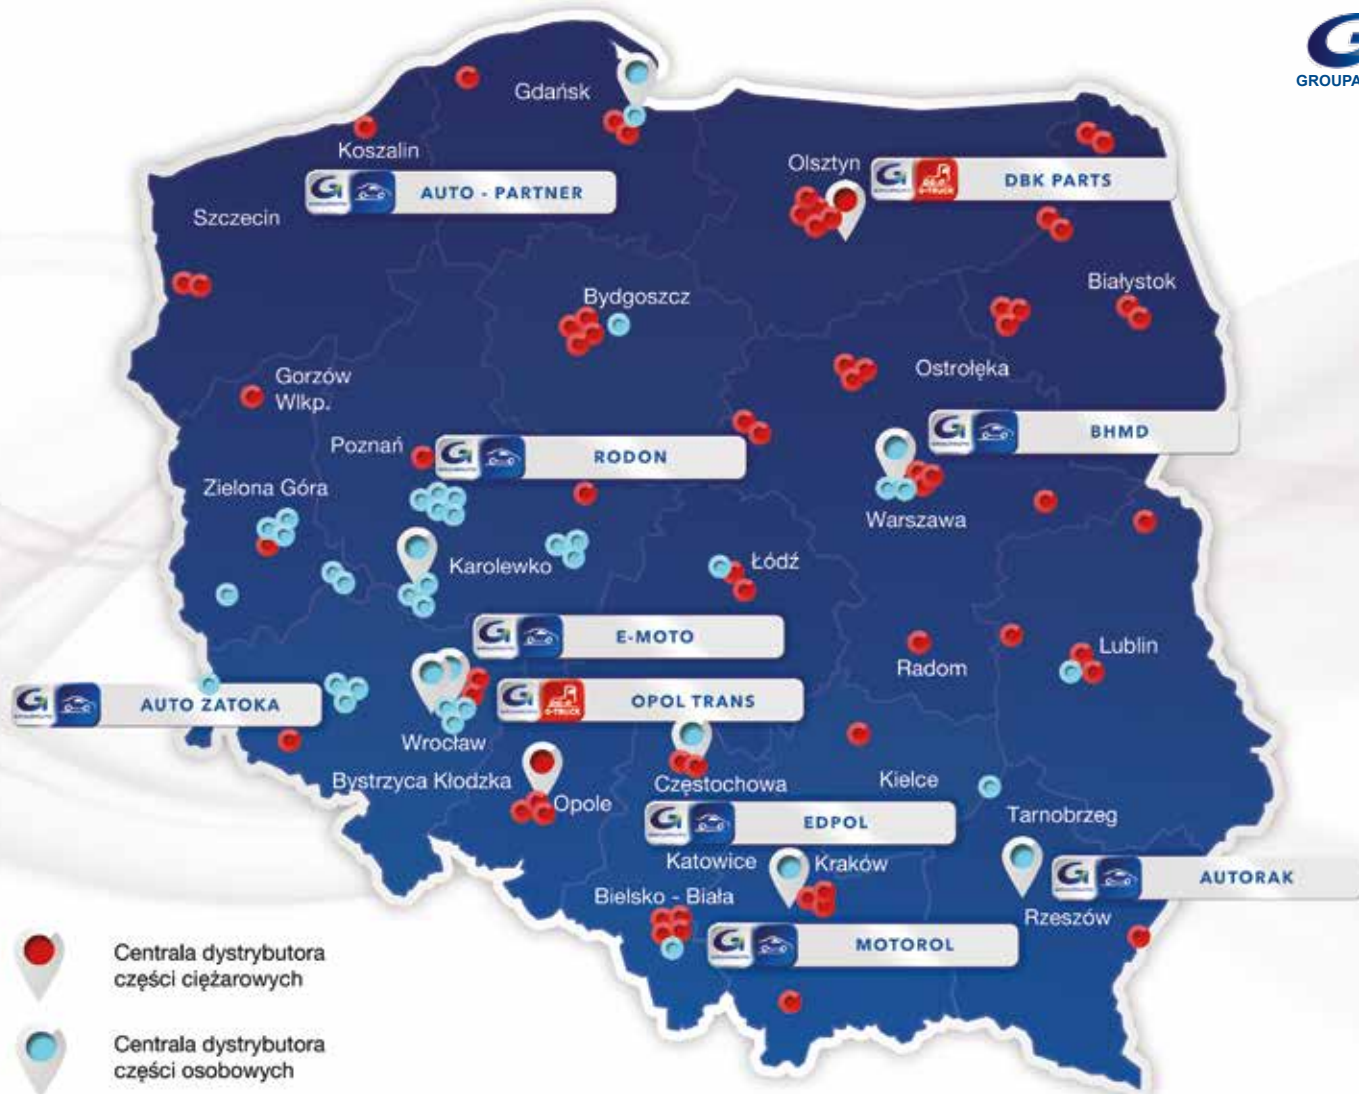 GROUPA
Gdańsk
Koszalin
AUTO - PARTNER
Olsztyn
DBK PARTS
Szczecin
Białystok
Bydgoszcz
Ostrołęka
Gorzów
Wlkp.
BHMD
Poznań
RODON
Zielona Góra
Warszawa
Karolewko
Łódź
E-MOTO
Radom
Lublin
AUTO ZATOKA
OPOL TRANS
Wrocław
Bystrzyca Kłodzka
Opole
Częstochowa
Kielce
Tarnobrzeg
EDPOL
Katowice
Kraków
AUTORAK
Bielsko - Biała
Rzeszów
MOTOROL
Centrala dystrybutora
części ciężarowych
Centrala dystrybutora
części osobowych